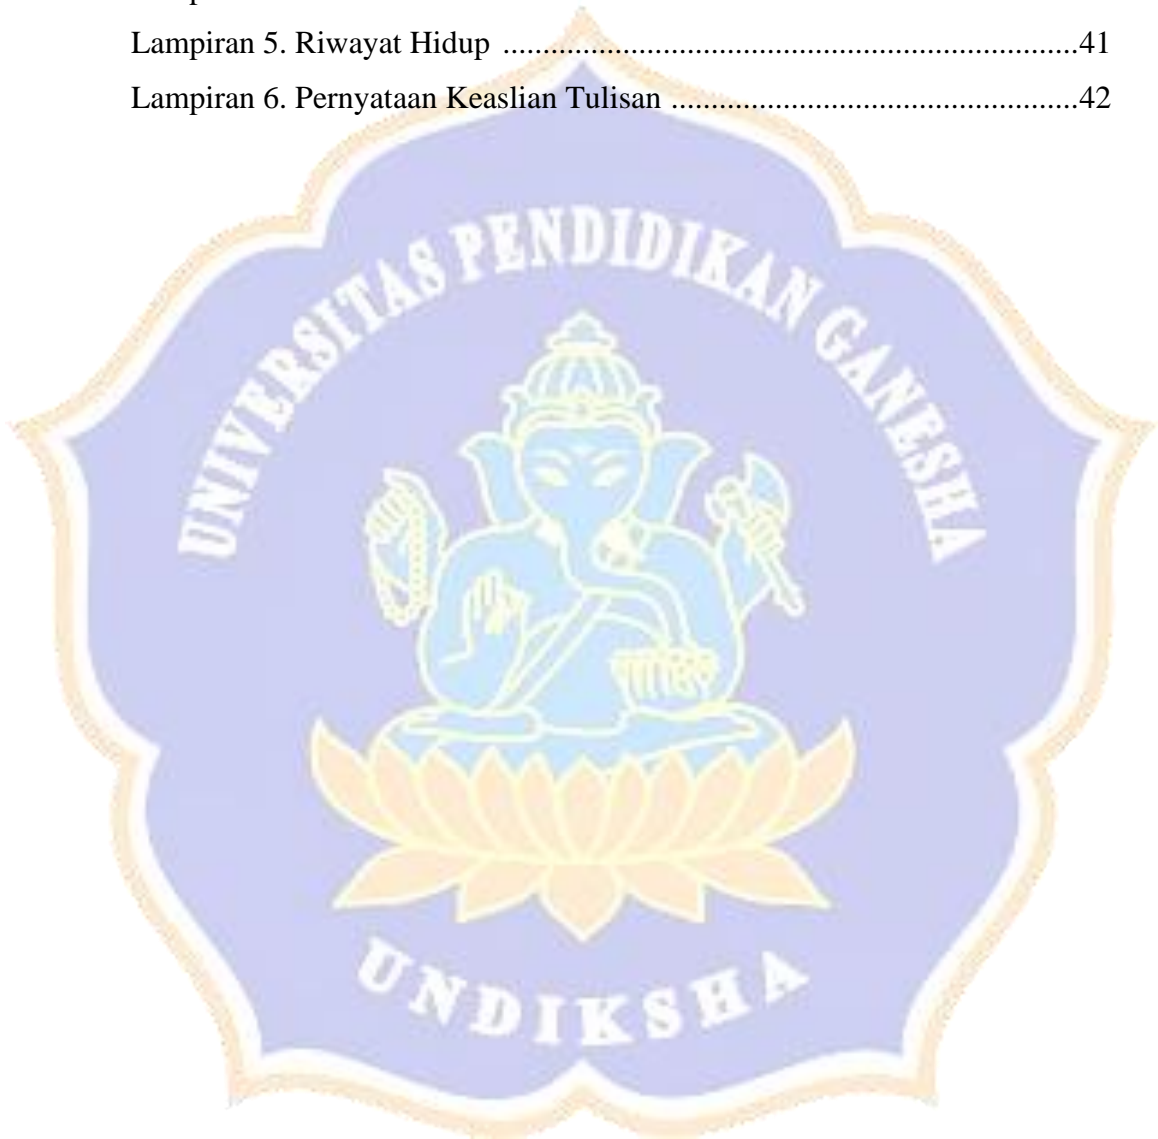 Lampiran 5. Riwayat Hidup ........................................................................41
Lampiran 6. Pernyataan Keaslian Tulisan ...................................................42
UNIVERSITAS PENDIDIKAN GANESHA
UNDIKSHA